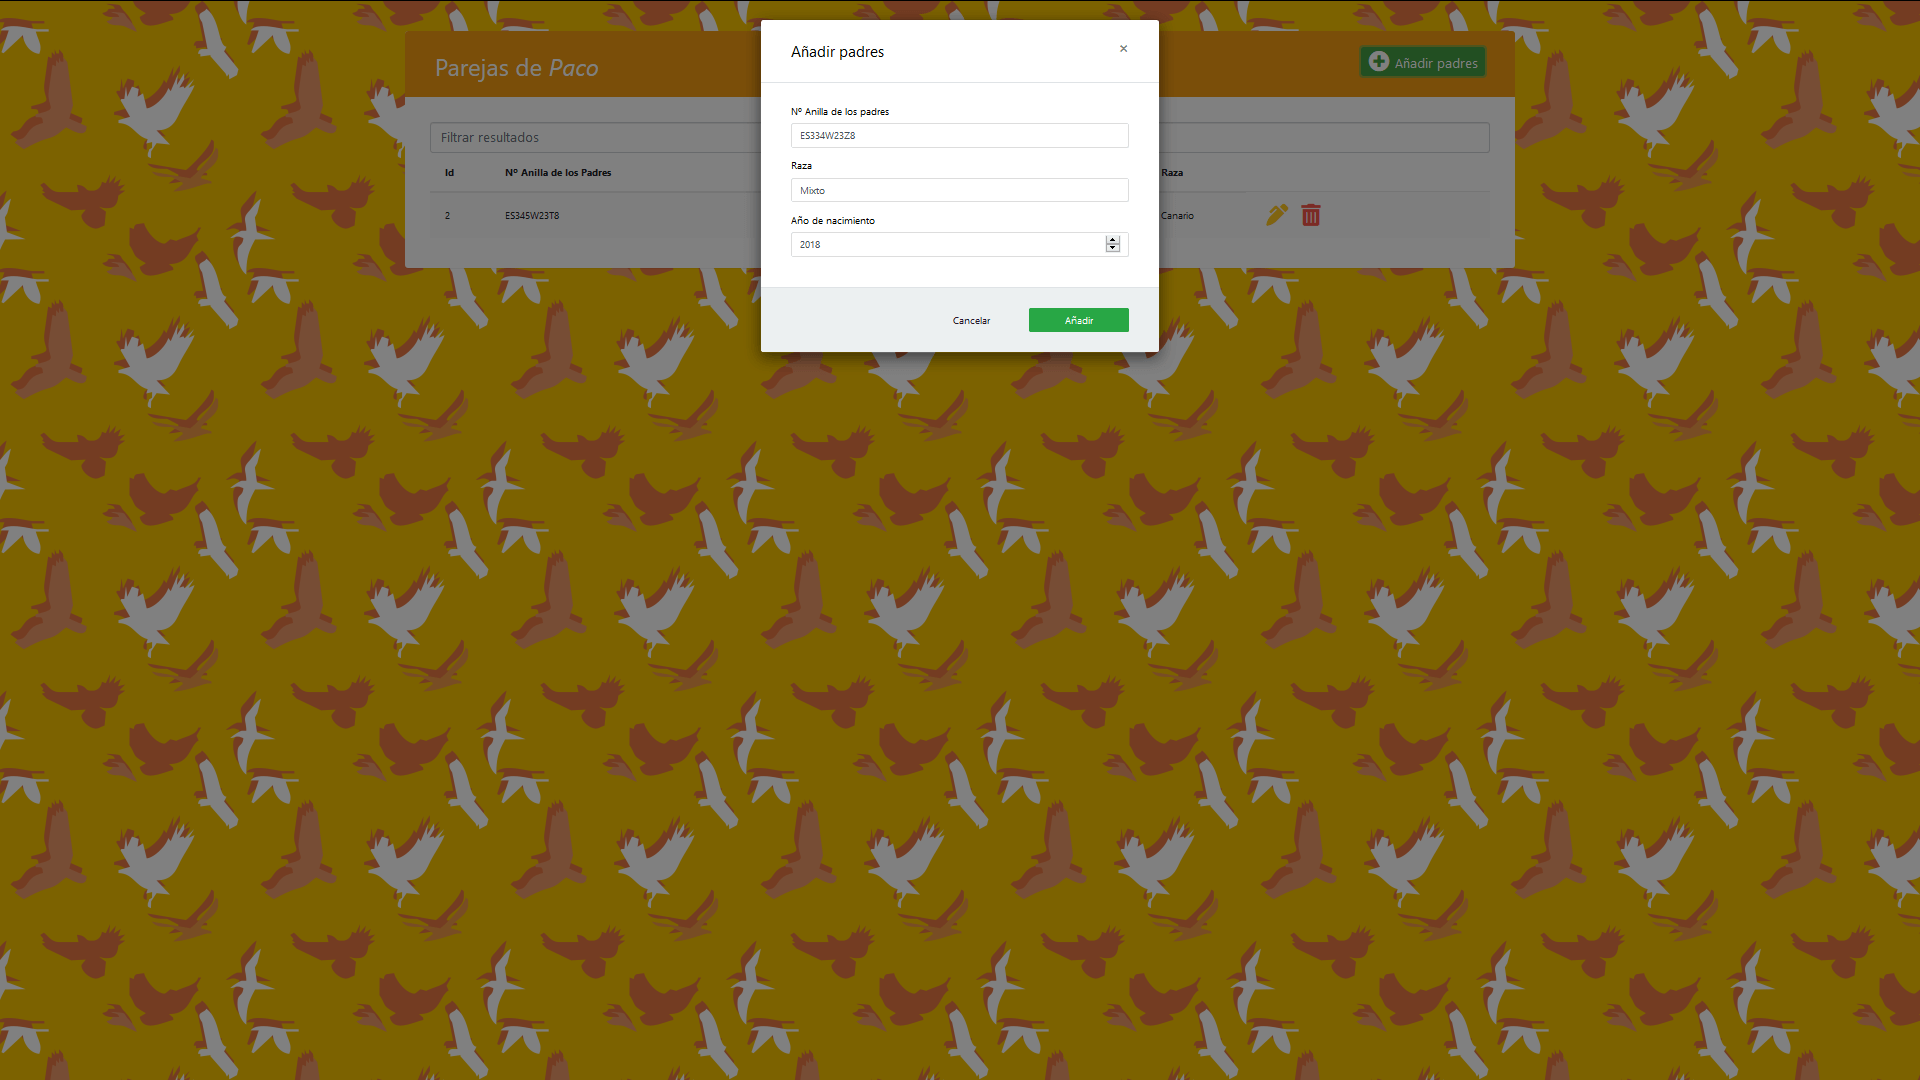 Añadir padres
×
Parejas de Paco
Añadir padres
Nº Anilla de los padres
ES334W23Z8
Filtrar resultados
Raza
Id
Nº Anilla de los Padres
Raza
Mixto
2
ES345W23T8
Canario
Año de nacimiento
2018
Cancelar
Añadir